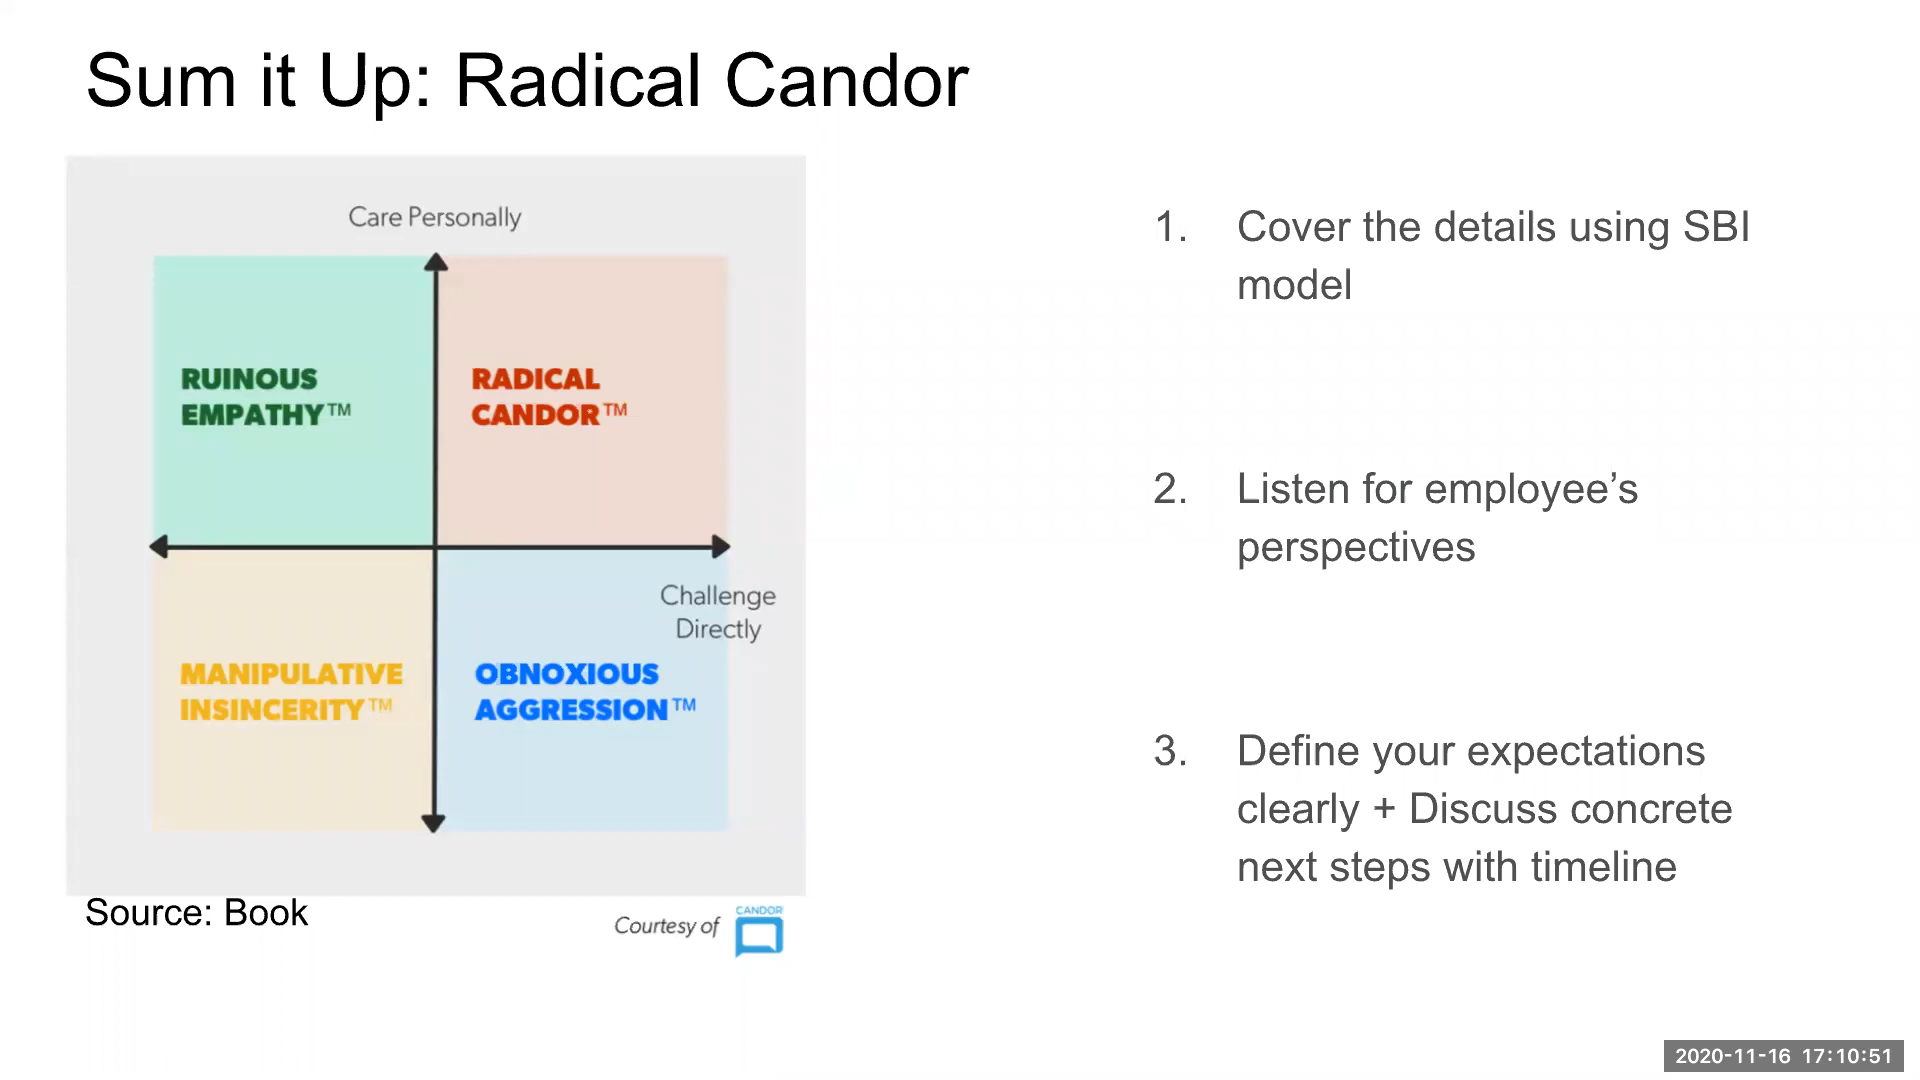 Sum it Up: Radical Candor
Care Personally
RUINOUS
EMPATHY™
RADICAL
CANDOR™
Challenge
Directly
MANIPULATIVE
INSINCERITY™
OBNOXIOUS
AGGRESSION™
Source: Book
Courtesy of
CANDOR
1. Cover the details using SBI
model
2. Listen for employee’s
perspectives
3. Define your expectations
clearly + Discuss concrete
next steps with timeline
2020-11-16 17:10:51